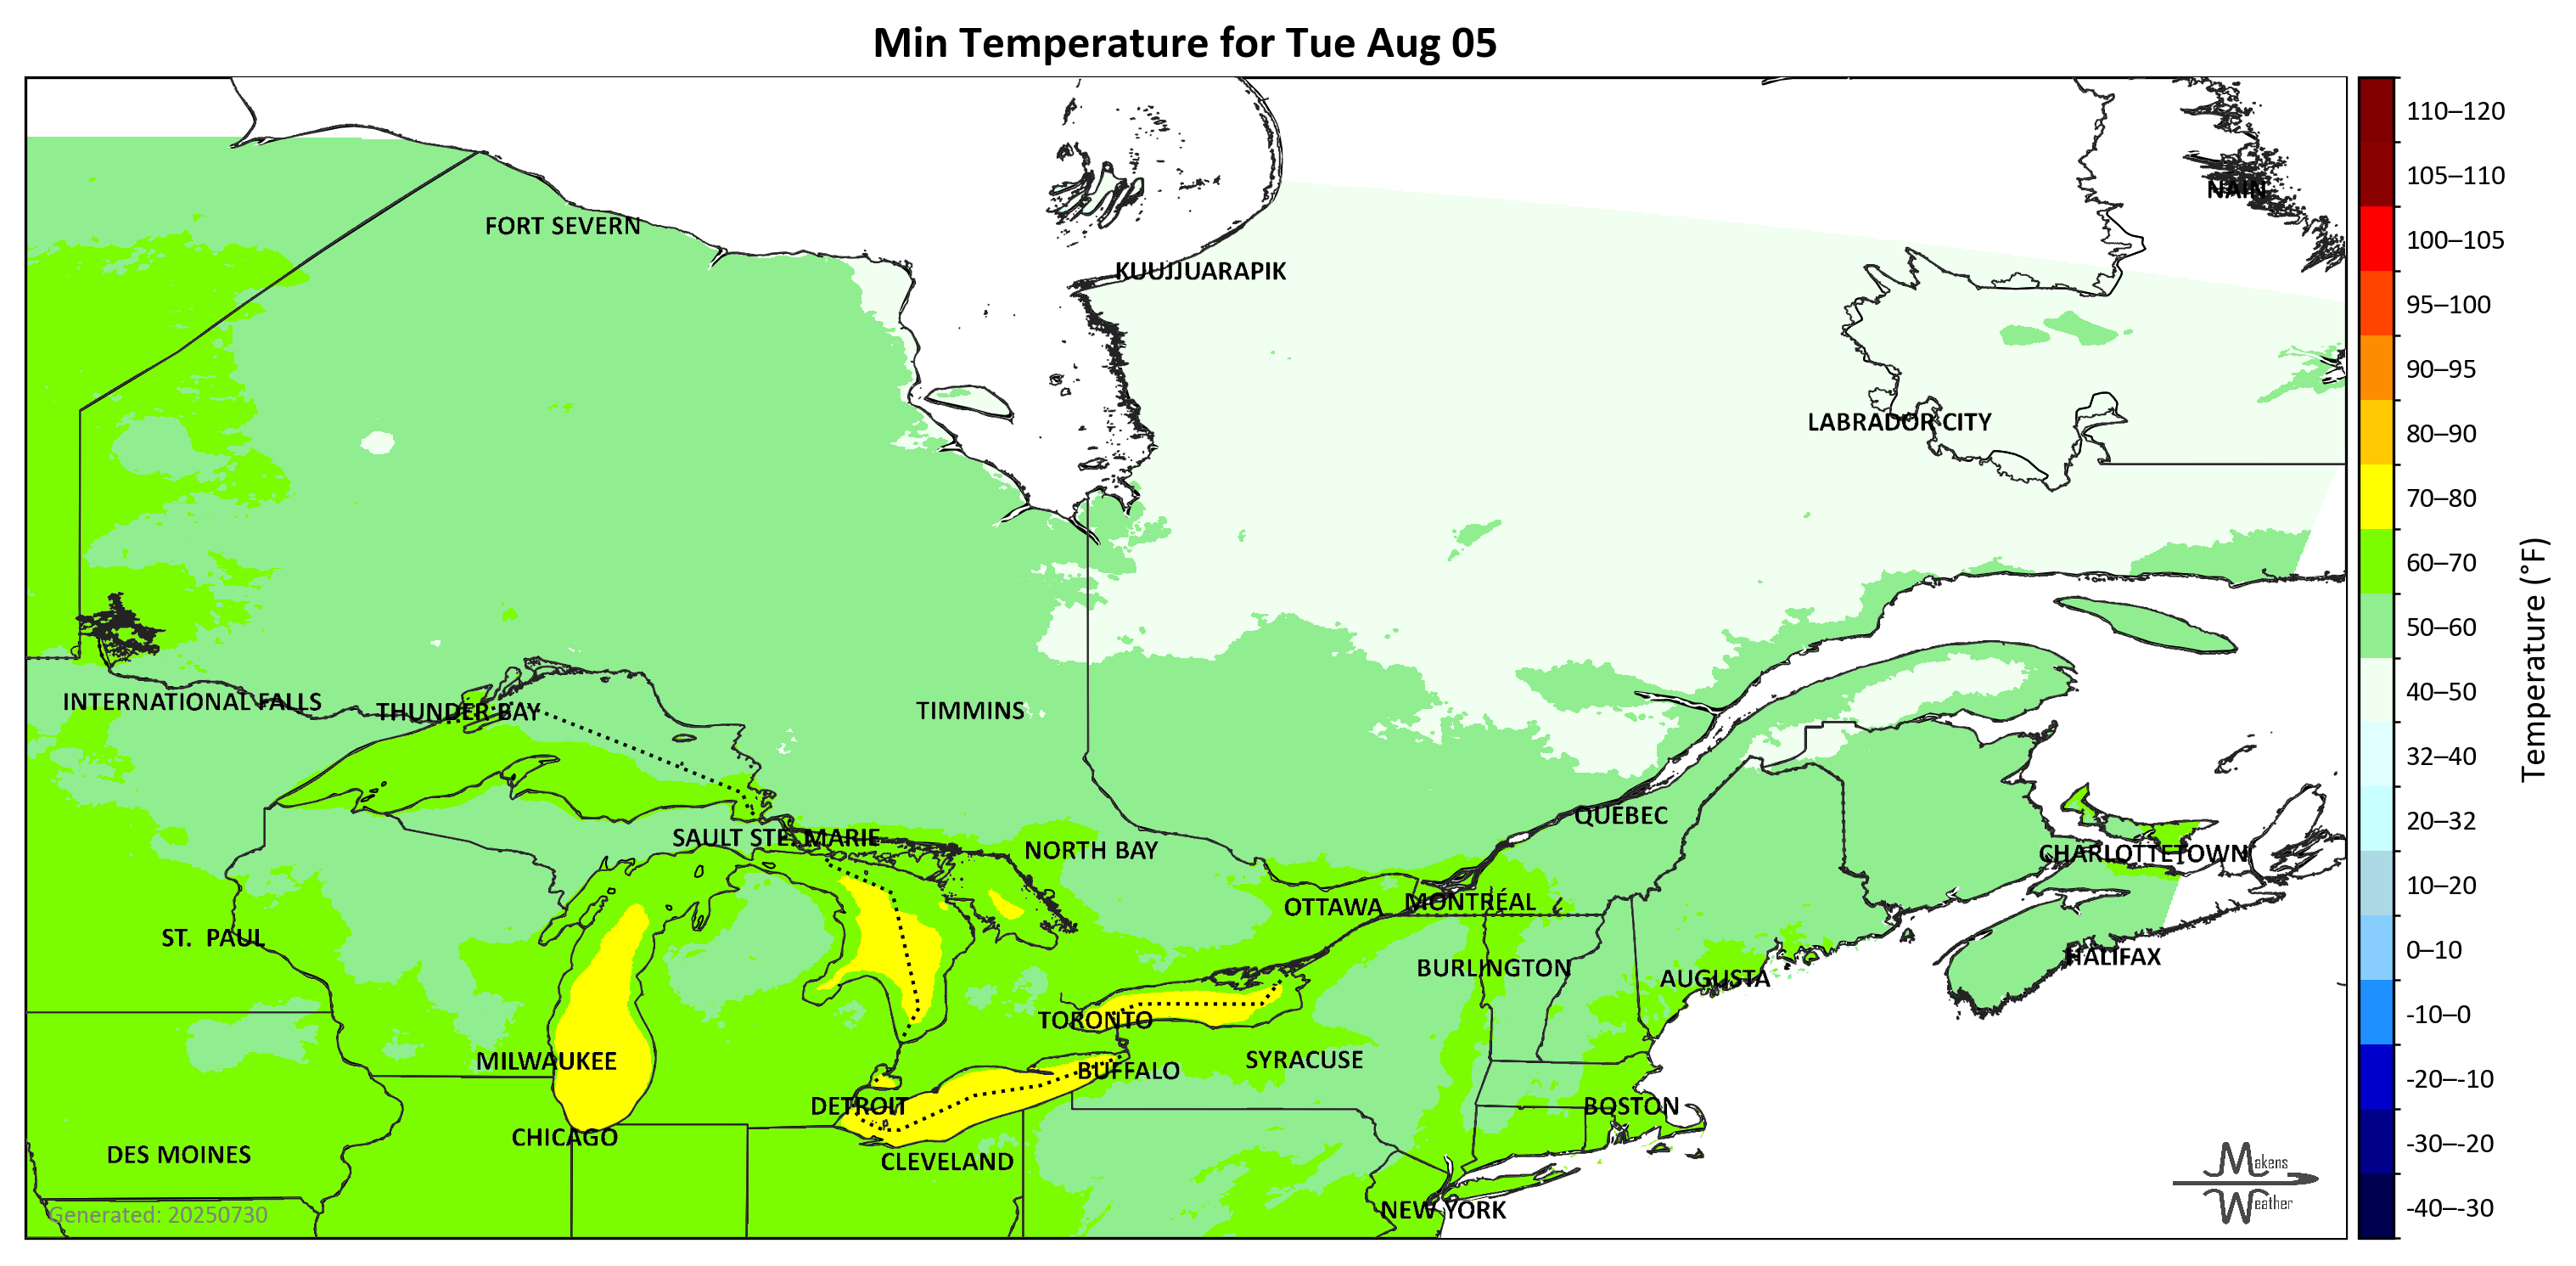 Min Temperature for Tue Aug 05
110–120
105–110
NAIN
FORT SEVERN
100–105
KUUJJUARAPIK
95–100
90–95
LABRADOR CITY
80–90
70–80
60–70
50–60
Temperature (°F)
40–50
INTERNATIONAL FALLS
THUNDER BAY
TIMMINS
32–40
QUÉBEC
20–32
SAULT STE. MARIE
NORTH BAY
CHARLOTTETOWN
10–20
OTTAWA
MONTRÉAL
ST.  PAUL
0–10
HALIFAX
BURLINGTON
AUGUSTA
-10–0
TORONTO
MILWAUKEE
SYRACUSE
BUFFALO
-20–-10
DETROIT
BOSTON
CHICAGO
-30–-20
DES MOINES
CLEVELAND
Makens
Weather
NEW YORK
-40–-30
Generated: 20250730